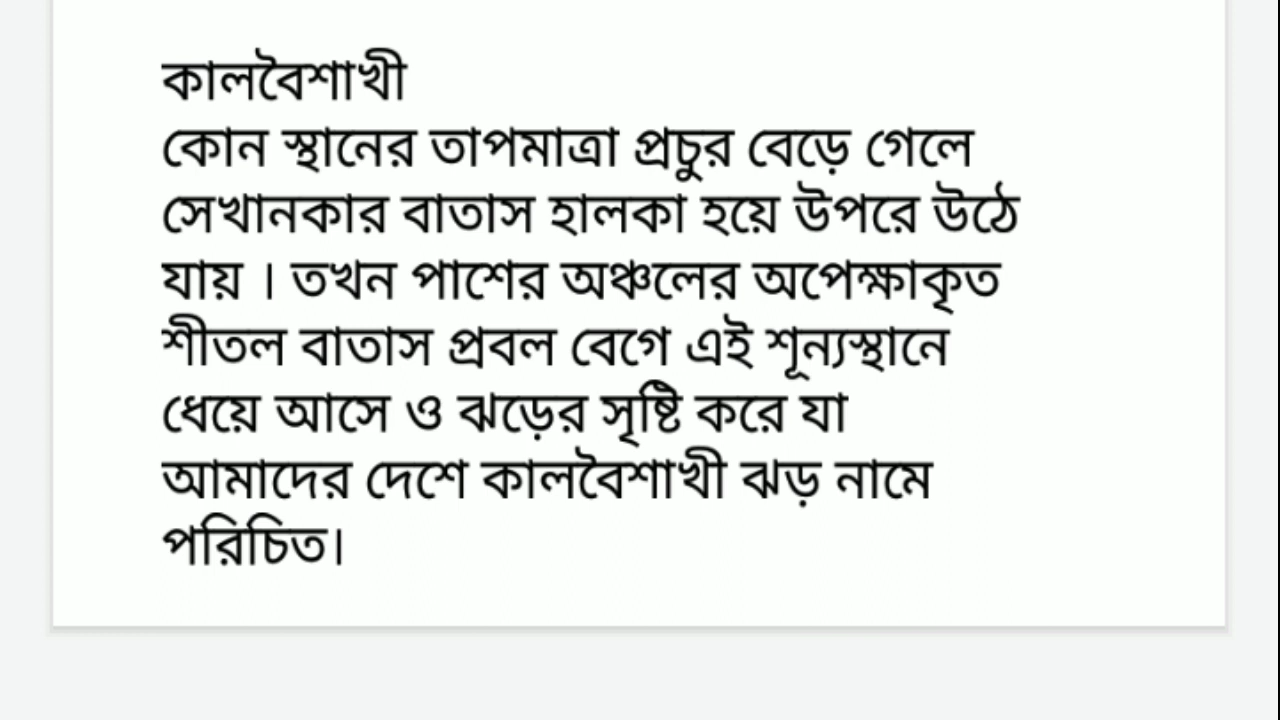 কালবৈশাখী
কোন স্থানের তাপমাত্রা প্রচুর বেড়ে গেলে
সেখানকার বাতাস হালকা হয়ে উপরে উঠে
যায় । তখন পাশের অঞ্চলের অপেক্ষাকৃত
শীতল বাতাস প্রবল বেগে এই শূন্যস্থানে
ধেয়ে আসে ও ঝড়ের সৃষ্টি করে যা
আমাদের দেশে কালবৈশাখী ঝড় নামে
পরিচিত।